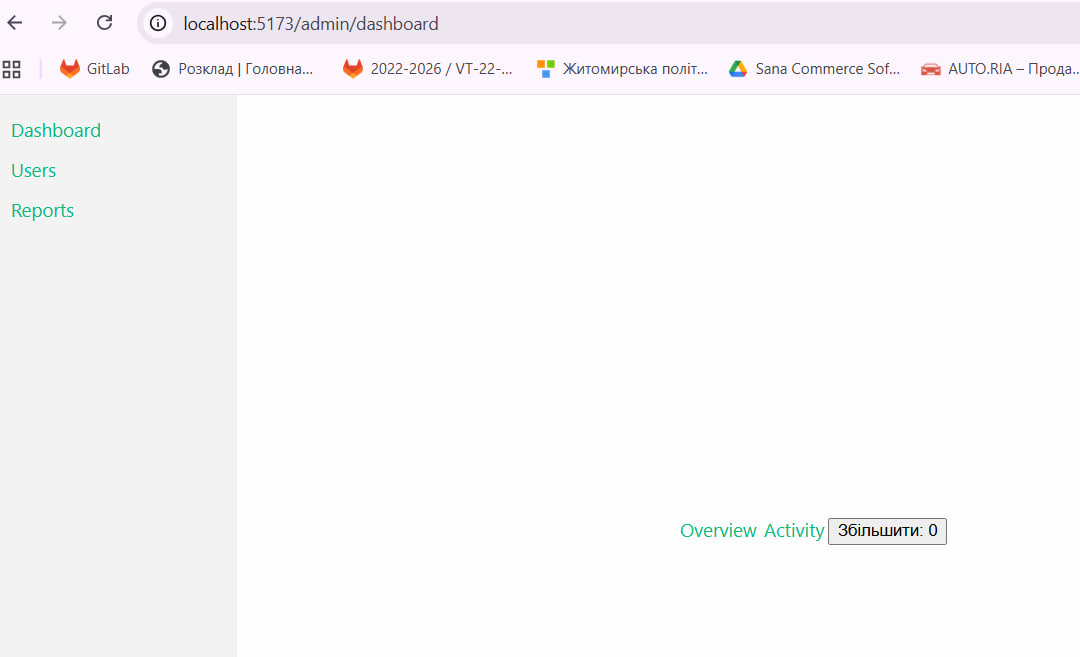 localhost:5173/admin/dashboard
GitLab Розклад | Головна... 2022-2026 / VT-22-... Житомирська політ... Sana Commerce Sof... AUTO.RIA – Прода...
Dashboard
Users
Reports
Overview Activity Збільшити: 0